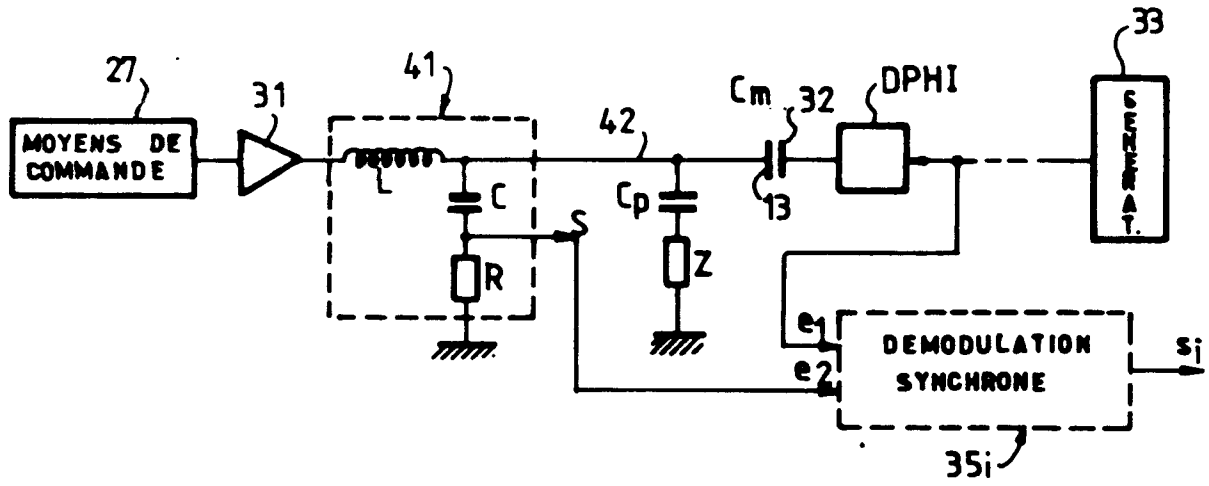 33
27
41
31
DPHI
Cm
32
42
MOYENS DE
COMMANDE
GENERAT.
L
C
Cp
13
S
R
Z
e1
DEMODULATION
si
e2
SYNCHRONE
35i